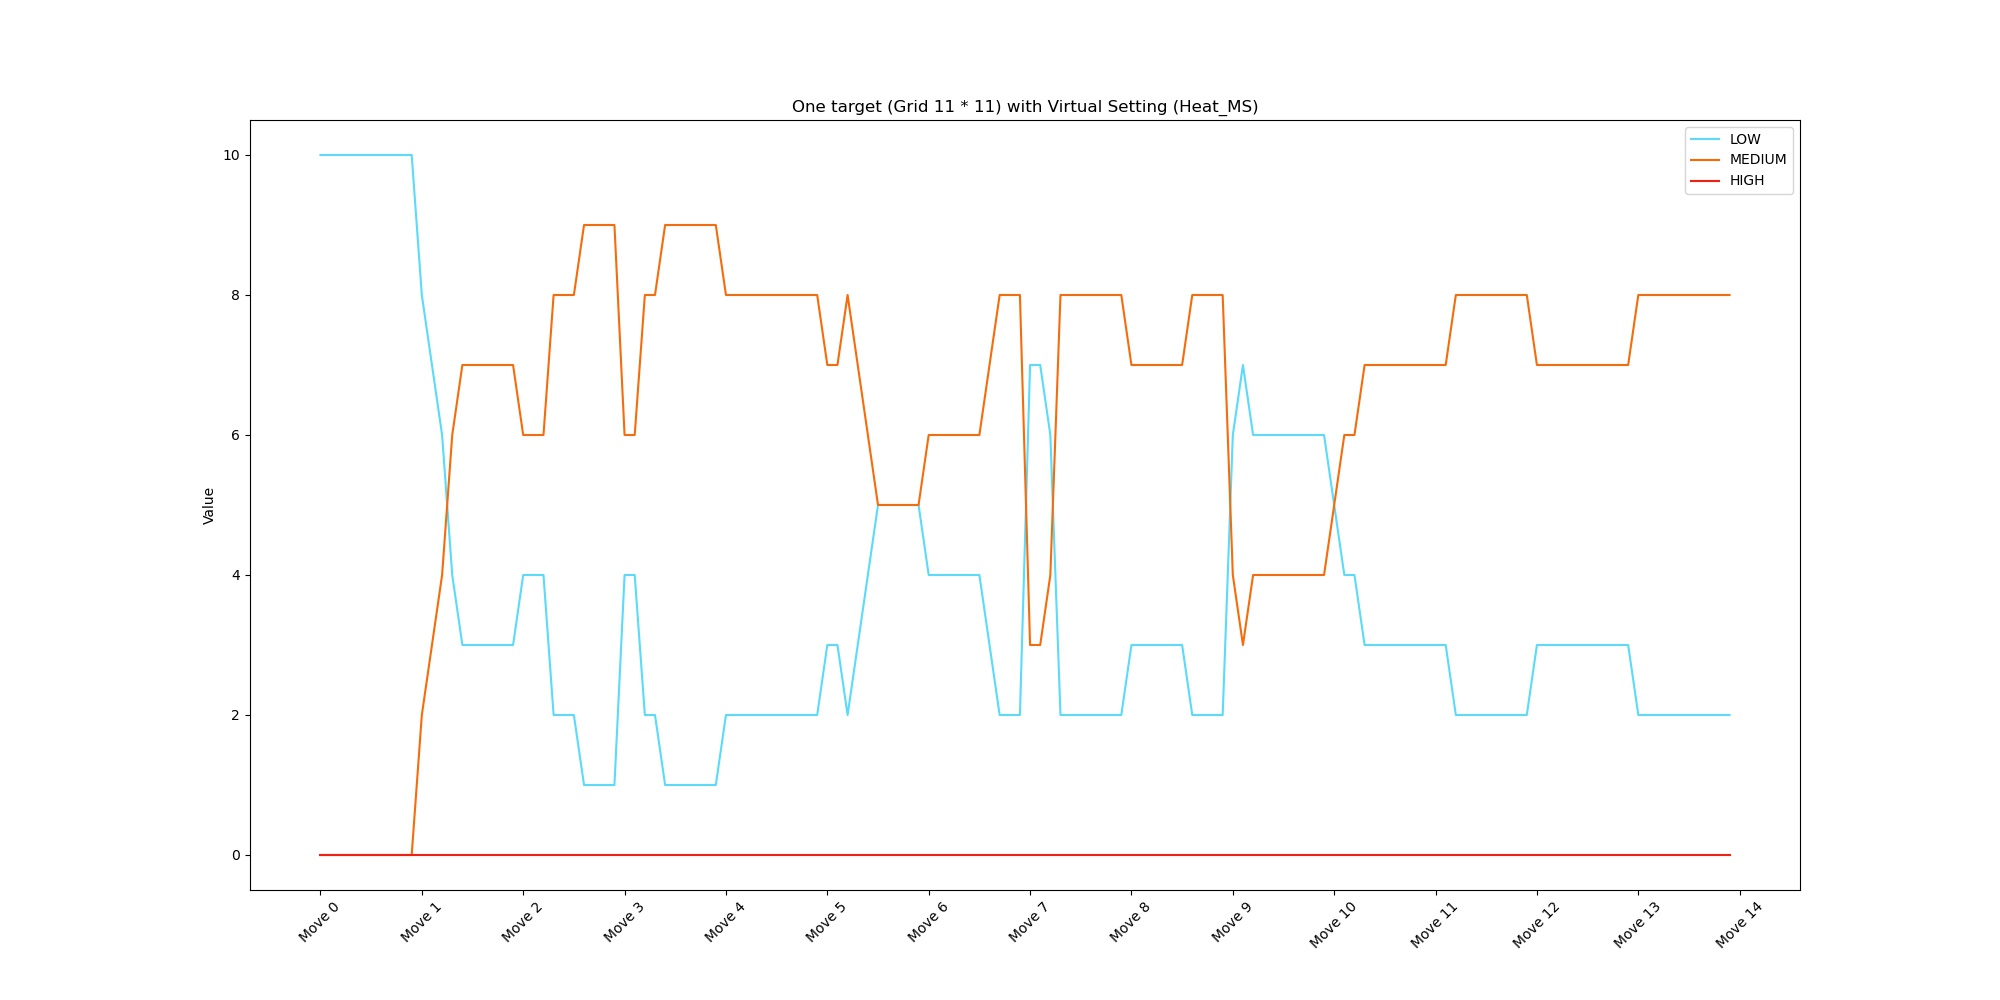 One target (Grid 11 * 11) with Virtual Setting (Heat_MS)
LOW
MEDIUM
HIGH
Value
10
8
6
4
2
0
Move 0
Move 1
Move 2
Move 3
Move 4
Move 5
Move 6
Move 7
Move 8
Move 9
Move 10
Move 11
Move 12
Move 13
Move 14